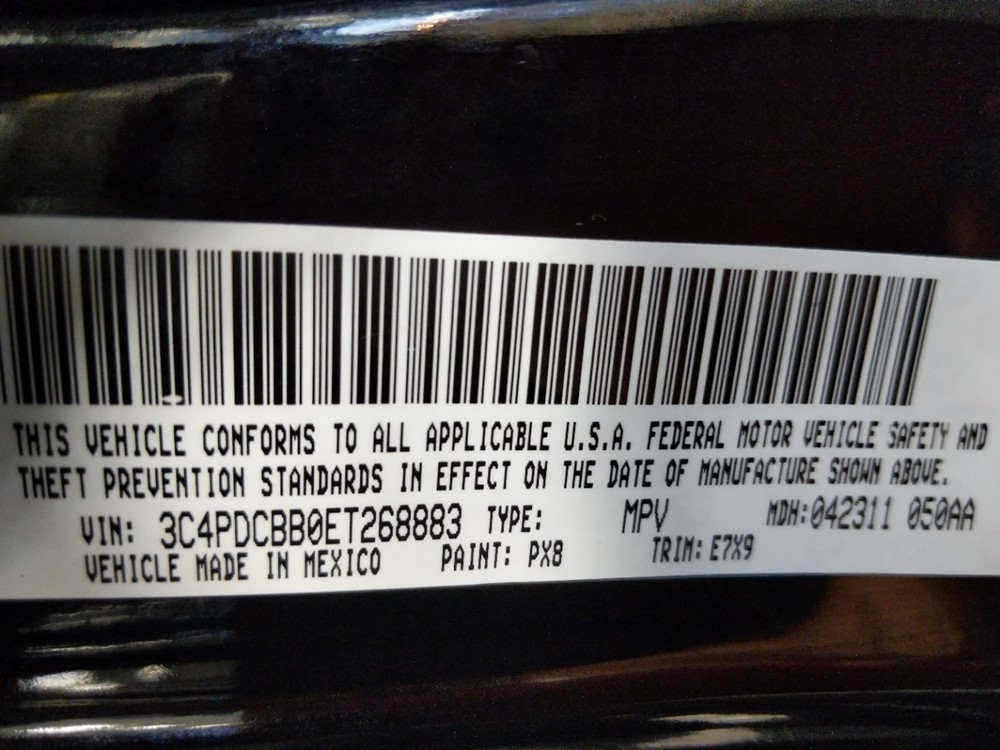 THIS VEHICLE CONFORMS TO ALL APPLICABLE U.S.A. FEDERAL MOTOR VEHICLE SAFETY AND
THEFT PREVENTION STANDARDS IN EFFECT ON THE DATE OF MANUFACTURE SHOWN ABOVE.
VIN: 3C4PDCBB0ET268883 TYPE: MPV MDH:042311 050AA
VEHICLE MADE IN MEXICO PAINT: PX8 TRIM: E7X9